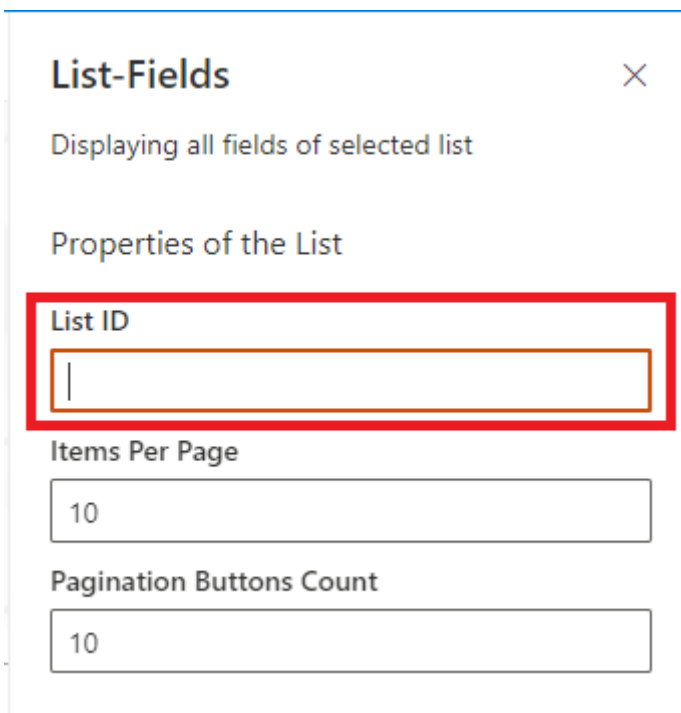 List-Fields
Displaying all fields of selected list
Properties of the List
List ID
Items Per Page
10
Pagination Buttons Count
10